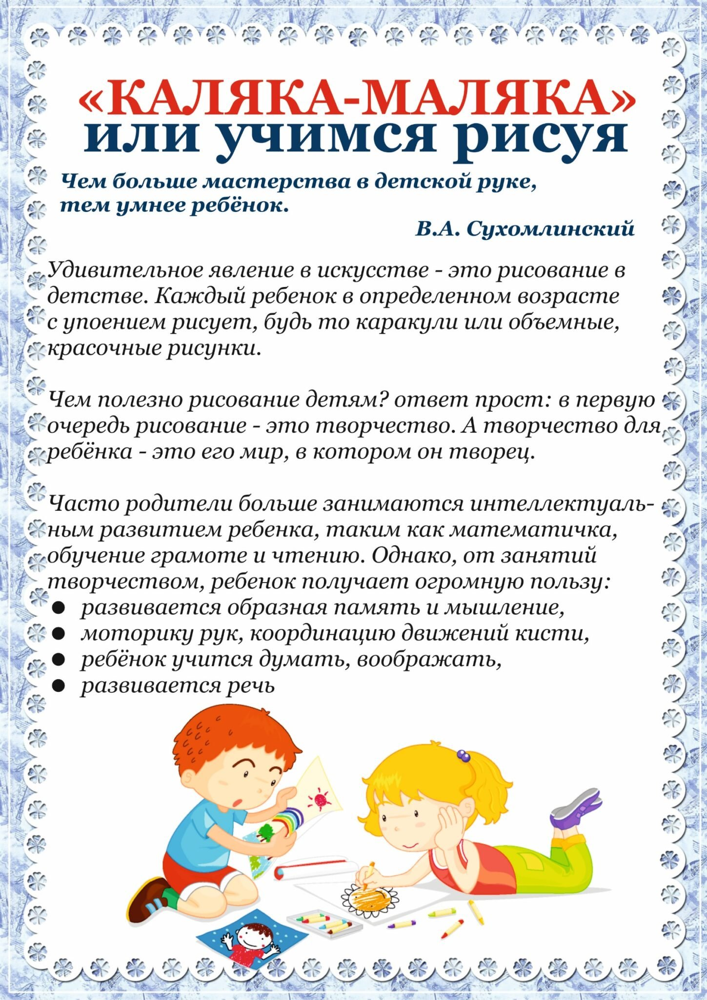 «КАЛЯКА-МАЛЯКА»
или учимся рисуя
Чем больше мастерства в детской руке,
тем умнее ребёнок.
В.А. Сухомлинский
Удивительное явление в искусстве - это рисование в
детстве. Каждый ребенок в определенном возрасте
с упоением рисует, будь то каракули или объемные,
красочные рисунки.
Чем полезно рисование детям? ответ прост: в первую
очередь рисование - это творчество. А творчество для
ребёнка - это его мир, в котором он творец.
Часто родители больше занимаются интеллектуаль-
ным развитием ребенка, таким как математичка,
обучение грамоте и чтению. Однако, от занятий
творчеством, ребенок получает огромную пользу:
● развивается образная память и мышление,
● моторику рук, координацию движений кисти,
● ребёнок учится думать, воображать,
● развивается речь